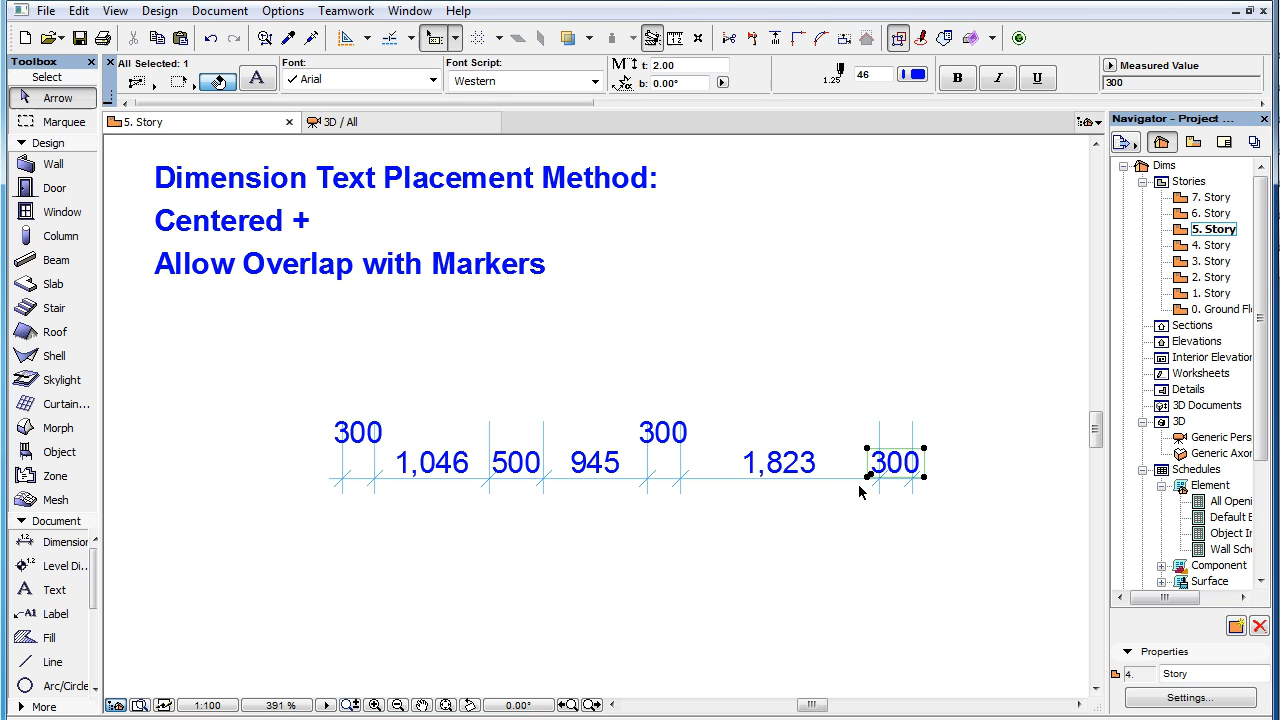 File Edit View Design Document Options Teamwork Window Help
Toolbox
Select
Arrow
Marquee
Design
Wall
Door
Window
Column
Beam
Slab
Stair
Roof
Shell
Skylight
Curtain...
Morph
Object
Zone
Mesh
Document
Dimension
Level Di...
Text
A1 Label
Fill
Line
Arc/Circle
More
All Selected: 1
A
Font:
Arial
Font Script:
Western
M t: 2.00
b: 0.00°
1.25
46
B I U
Measured Value
300
5. Story
3D / All
Dimension Text Placement Method:
Centered +
Allow Overlap with Markers
300 300
1,046 500 945 1,823 300
1:100
391 %
0.00°
Navigator - Project ...
Dims
Stories
7. Story
6. Story
5. Story
4. Story
3. Story
2. Story
1. Story
0. Ground Fl
Sections
Elevations
Interior Elevation
Worksheets
Details
3D Documents
3D
Generic Pers
Generic Axon
Schedules
Element
All Openi
Default E
Object In
Wall Sche
Component
Surface
Properties
4. Story
Settings...